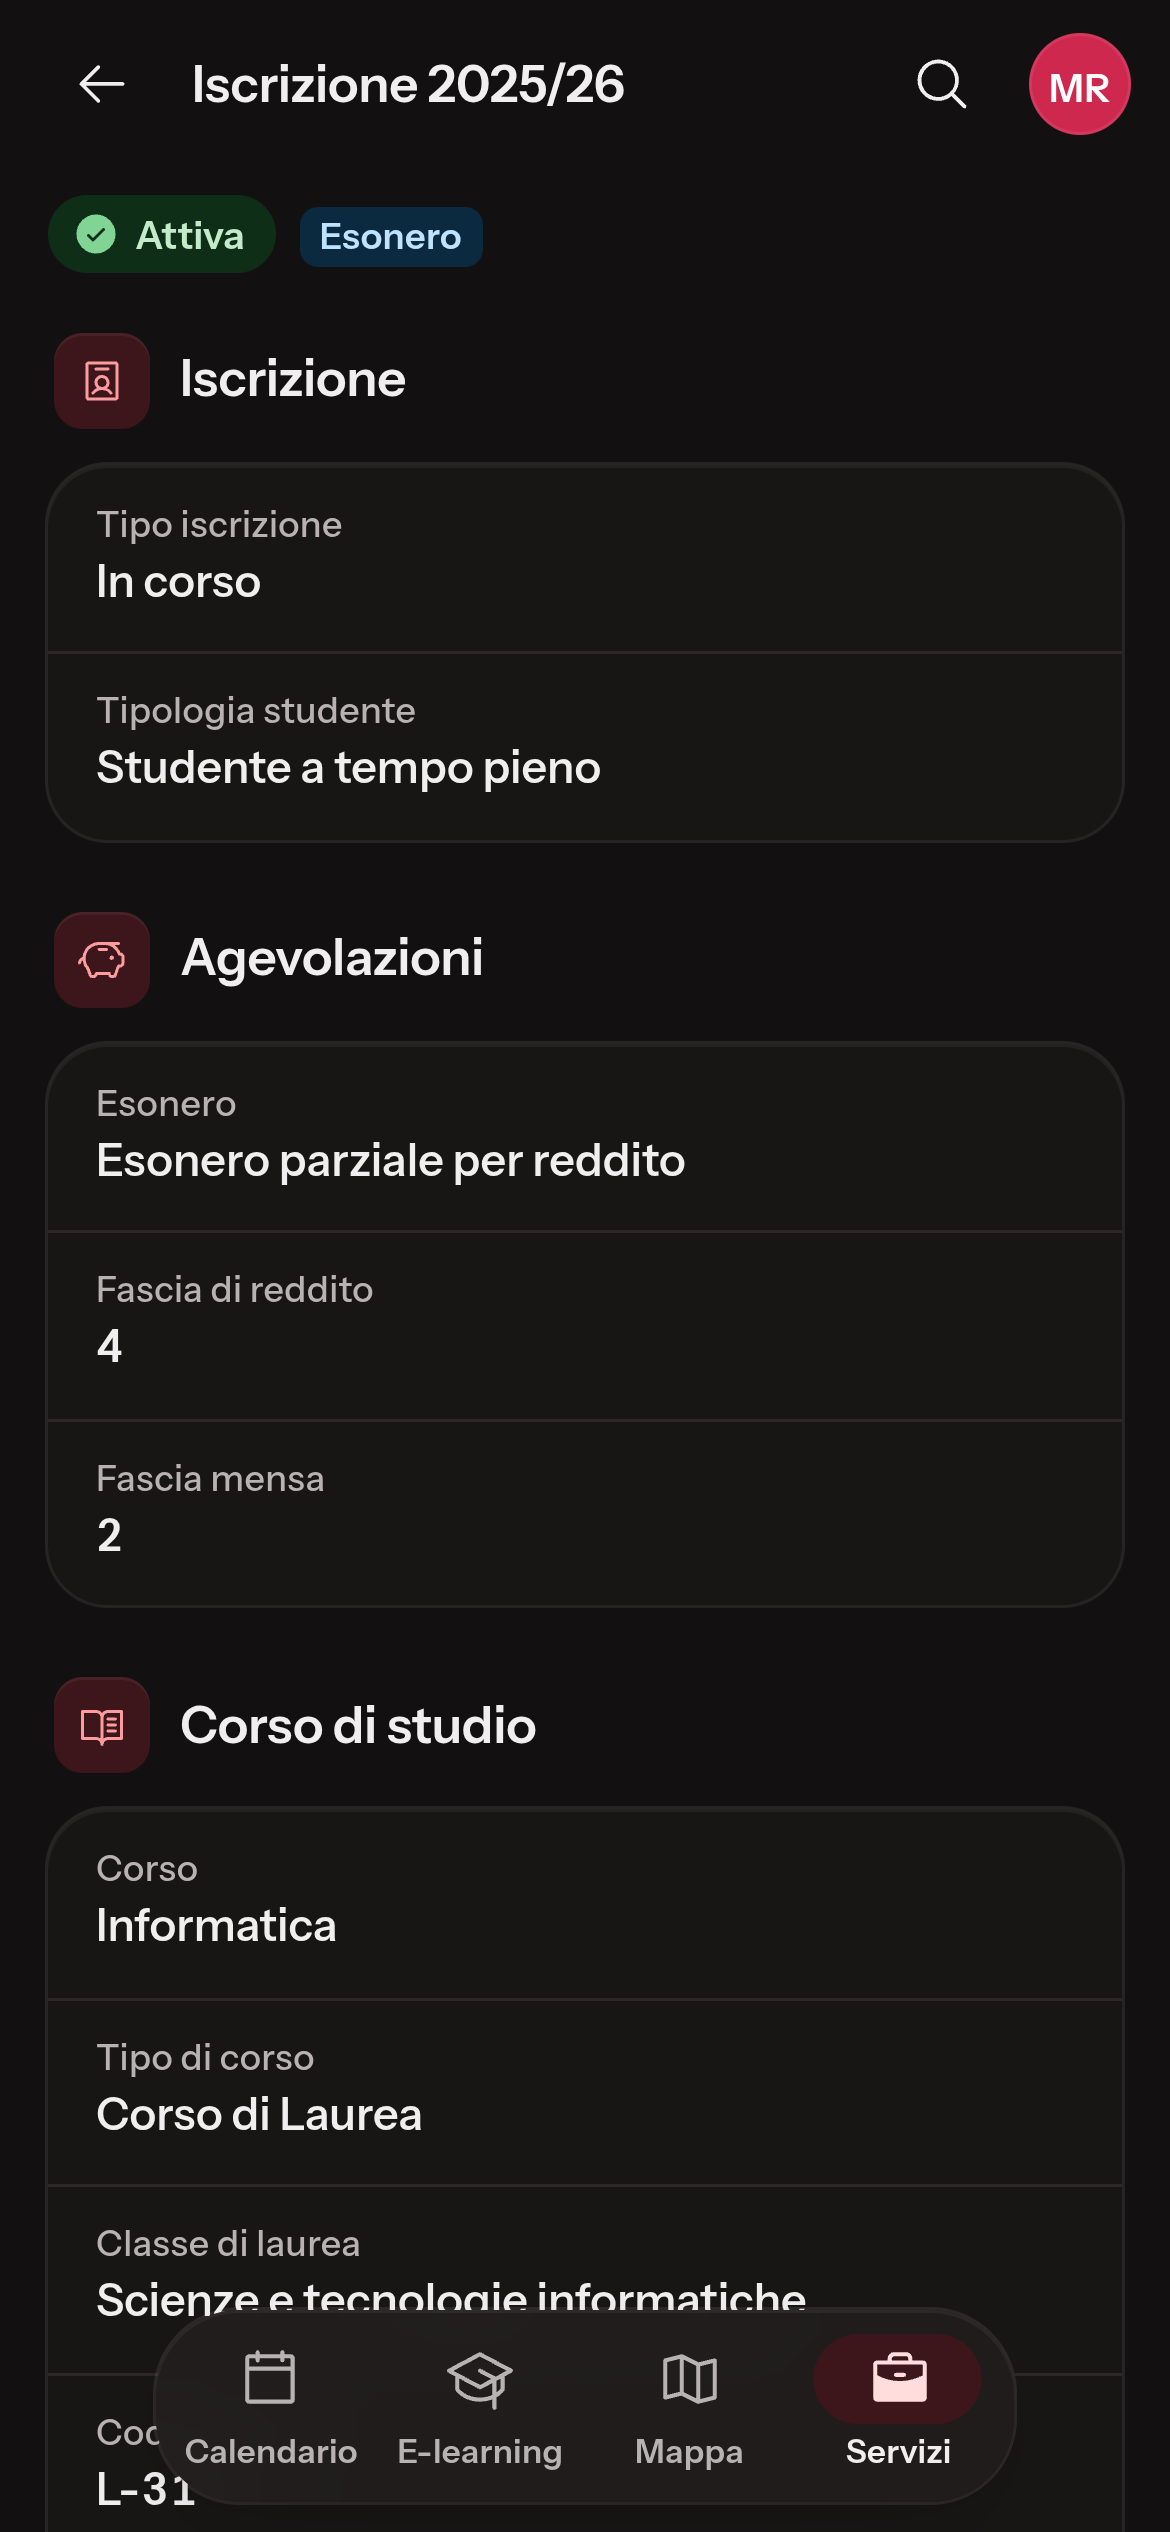 Iscrizione 2025/26
MR
Attiva
Esonero
Iscrizione
Tipo iscrizione
In corso
Tipologia studente
Studente a tempo pieno
Agevolazioni
Esonero
Esonero parziale per reddito
Fascia di reddito
4
Fascia mensa
2
Corso di studio
Corso
Informatica
Tipo di corso
Corso di Laurea
Classe di laurea
Scienze e tecnologie informatiche
L-31
Calendario
E-learning
Mappa
Servizi